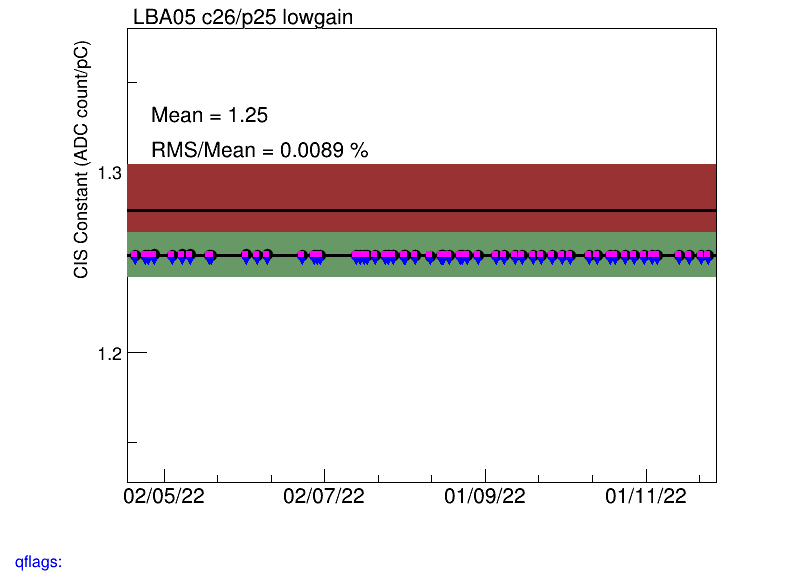 LBA05 c26/p25 lowgain
CIS Constant (ADC count/pC)
Mean = 1.25
RMS/Mean = 0.0089 %
1.3
1.2
02/05/22 02/07/22 01/09/22 01/11/22
qflags: